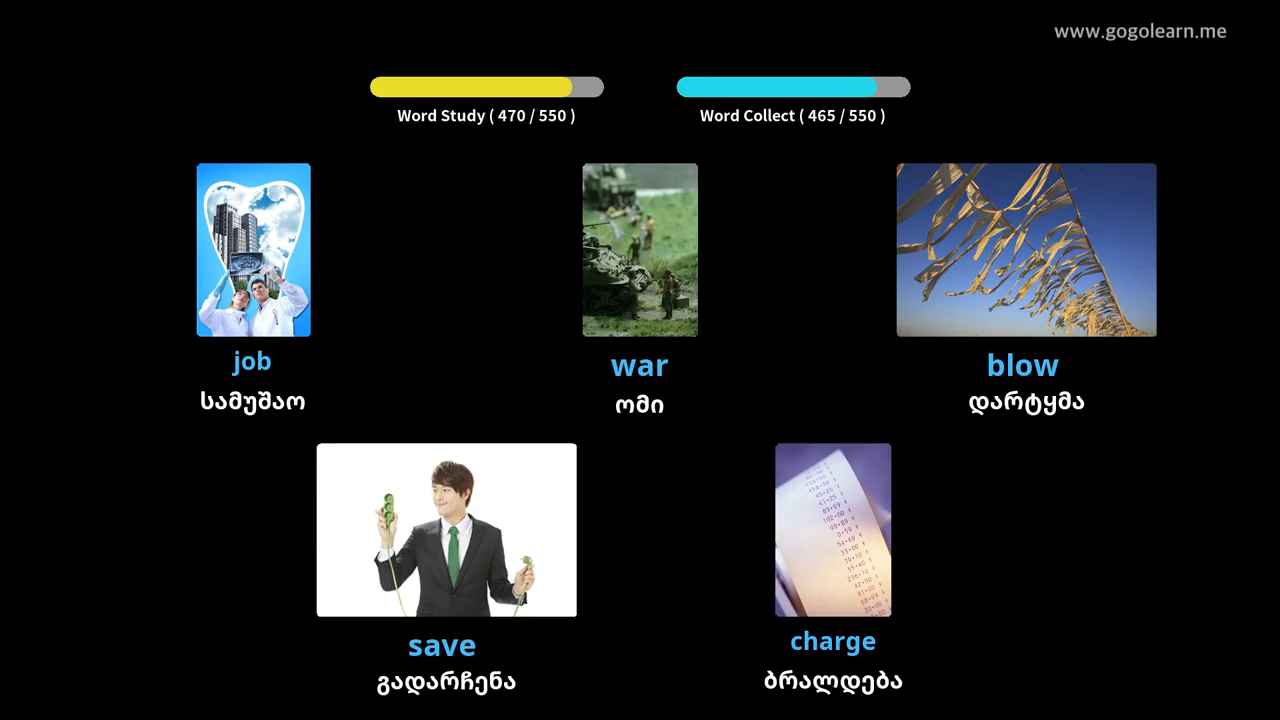 www.gogolearn.me
Word Study ( 470 / 550 )
Word Collect ( 465 / 550 )
job
სამუშაო
war
ომი
blow
დარტყმა
save
გადარჩენა
charge
ბრალდება